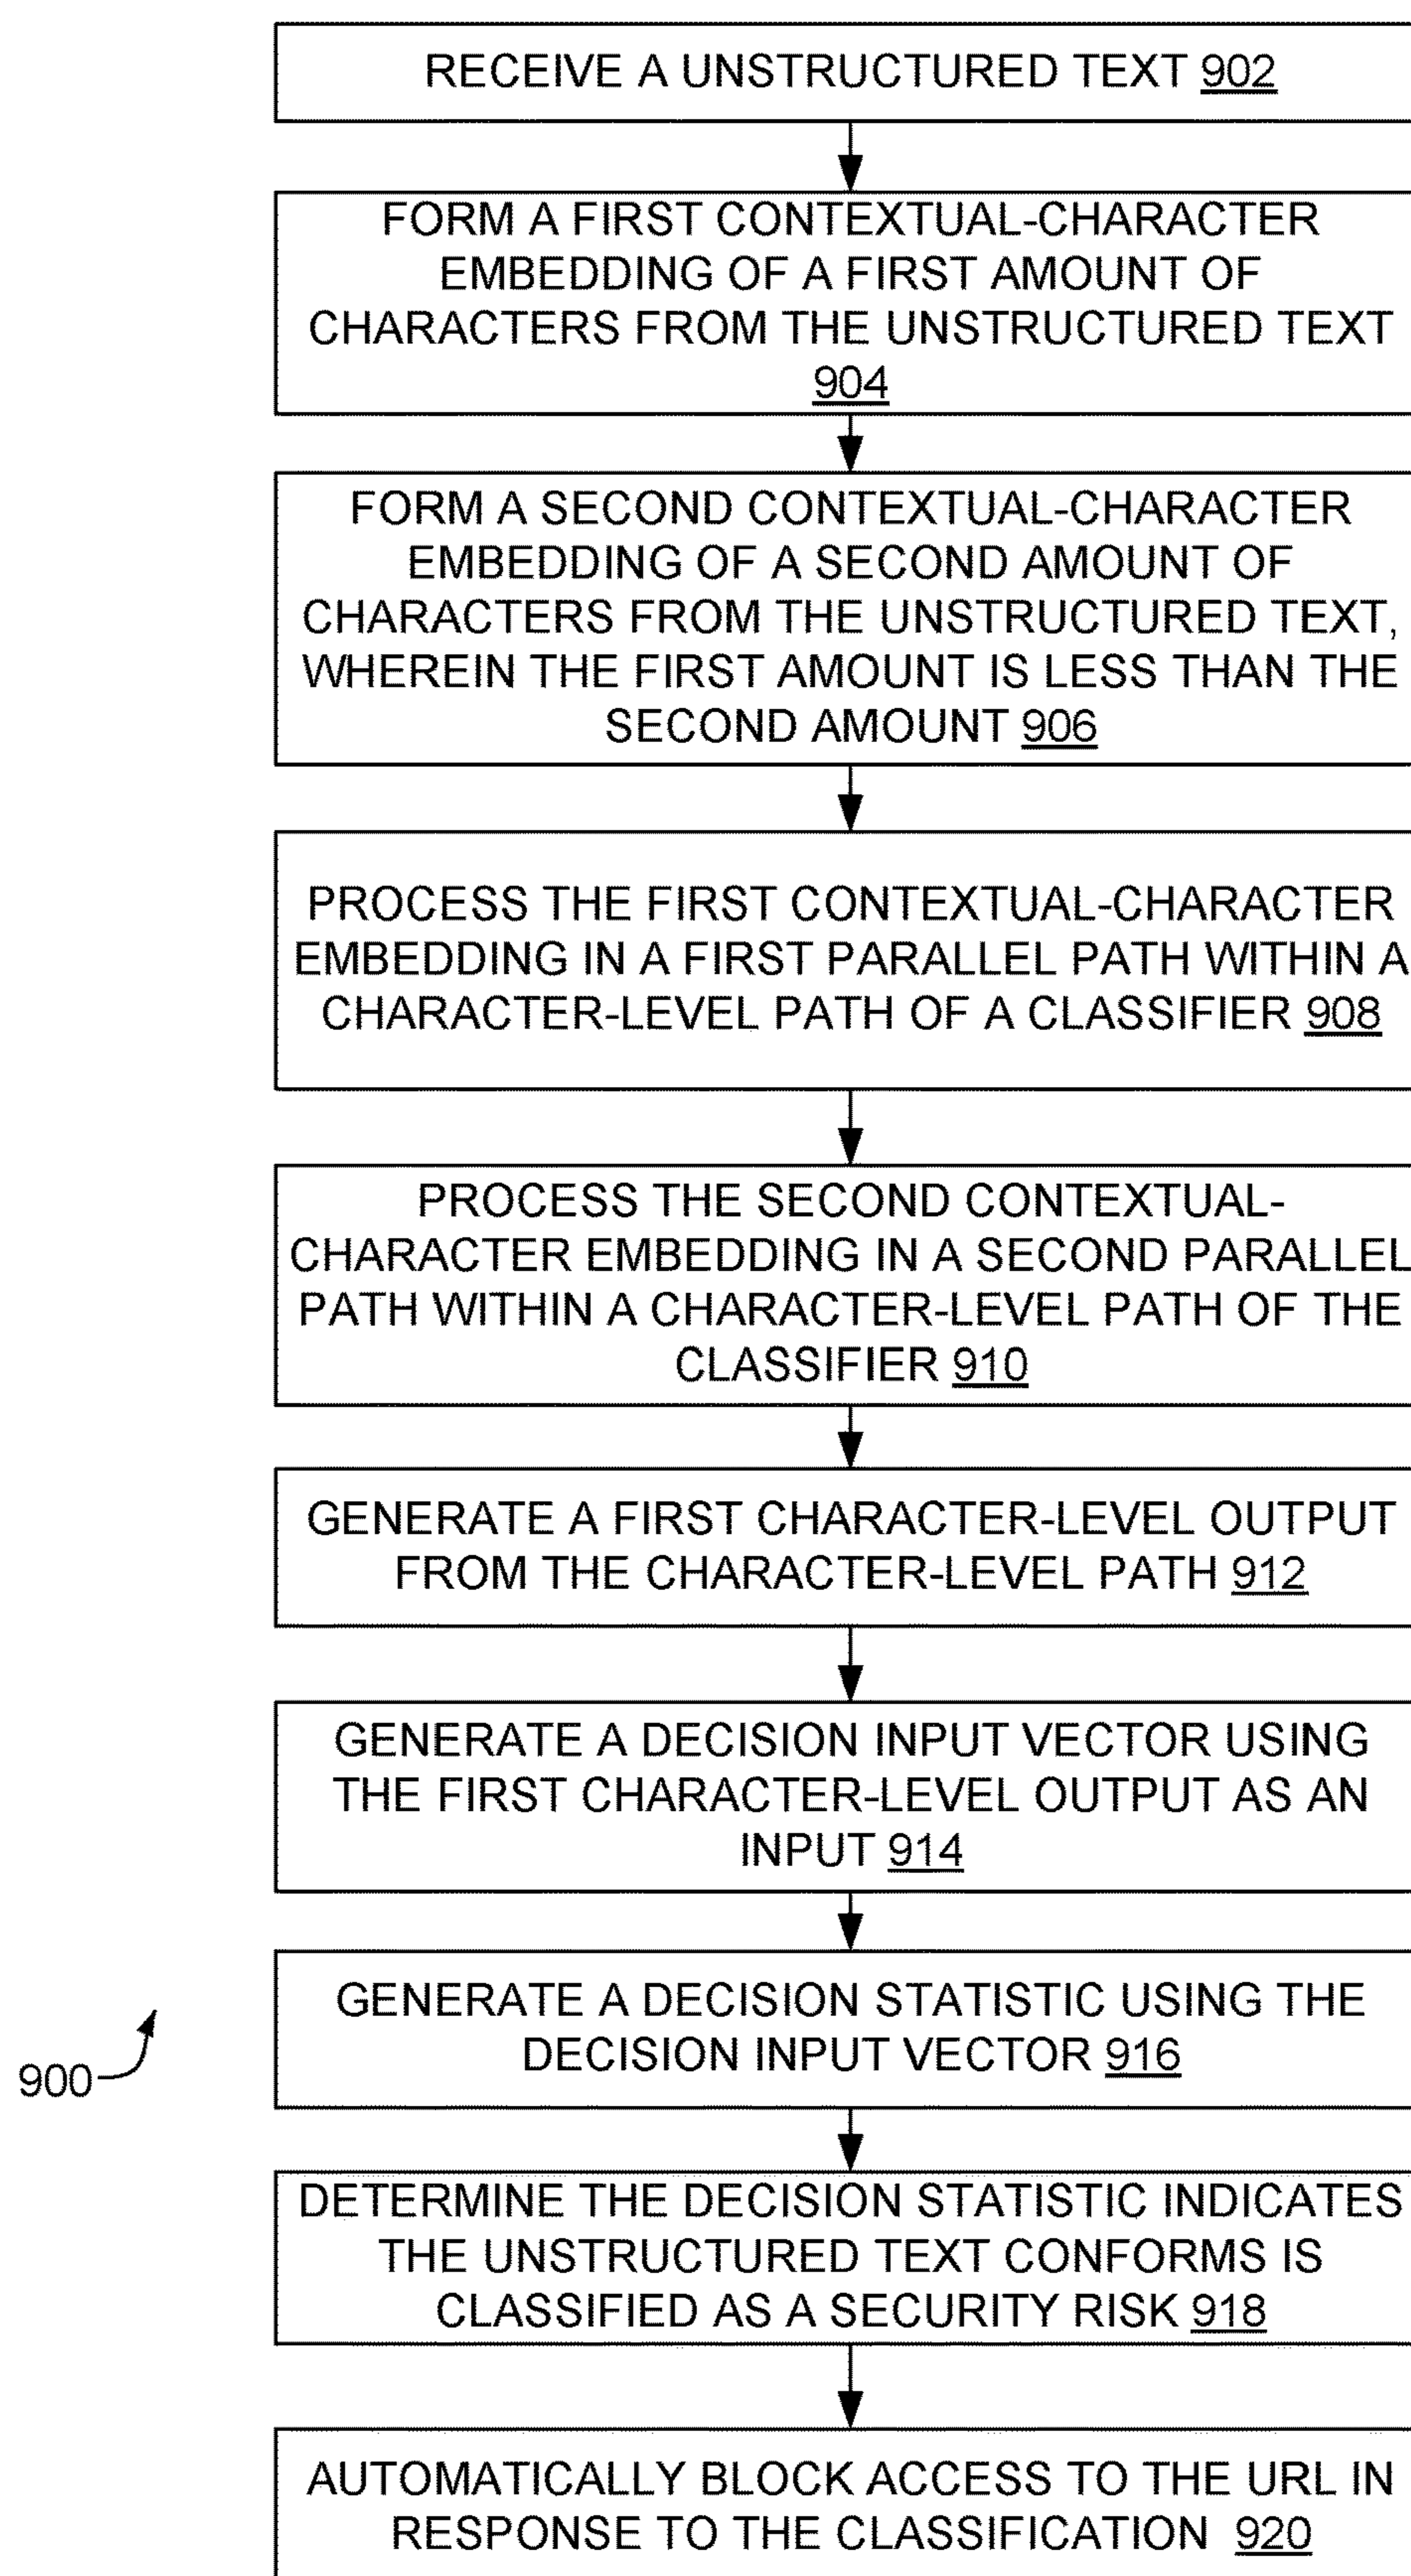 RECEIVE A UNSTRUCTURED TEXT 902
FORM A FIRST CONTEXTUAL-CHARACTER
EMBEDDING OF A FIRST AMOUNT OF
CHARACTERS FROM THE UNSTRUCTURED TEXT
904
FORM A SECOND CONTEXTUAL-CHARACTER
EMBEDDING OF A SECOND AMOUNT OF
CHARACTERS FROM THE UNSTRUCTURED TEXT,
WHEREIN THE FIRST AMOUNT IS LESS THAN THE
SECOND AMOUNT 906
PROCESS THE FIRST CONTEXTUAL-CHARACTER
EMBEDDING IN A FIRST PARALLEL PATH WITHIN A
CHARACTER-LEVEL PATH OF A CLASSIFIER 908
PROCESS THE SECOND CONTEXTUAL-
CHARACTER EMBEDDING IN A SECOND PARALLEL
PATH WITHIN A CHARACTER-LEVEL PATH OF THE
CLASSIFIER 910
GENERATE A FIRST CHARACTER-LEVEL OUTPUT
FROM THE CHARACTER-LEVEL PATH 912
GENERATE A DECISION INPUT VECTOR USING
THE FIRST CHARACTER-LEVEL OUTPUT AS AN
INPUT 914
GENERATE A DECISION STATISTIC USING THE
DECISION INPUT VECTOR 916
900
DETERMINE THE DECISION STATISTIC INDICATES
THE UNSTRUCTURED TEXT CONFORMS IS
CLASSIFIED AS A SECURITY RISK 918
AUTOMATICALLY BLOCK ACCESS TO THE URL IN
RESPONSE TO THE CLASSIFICATION 920